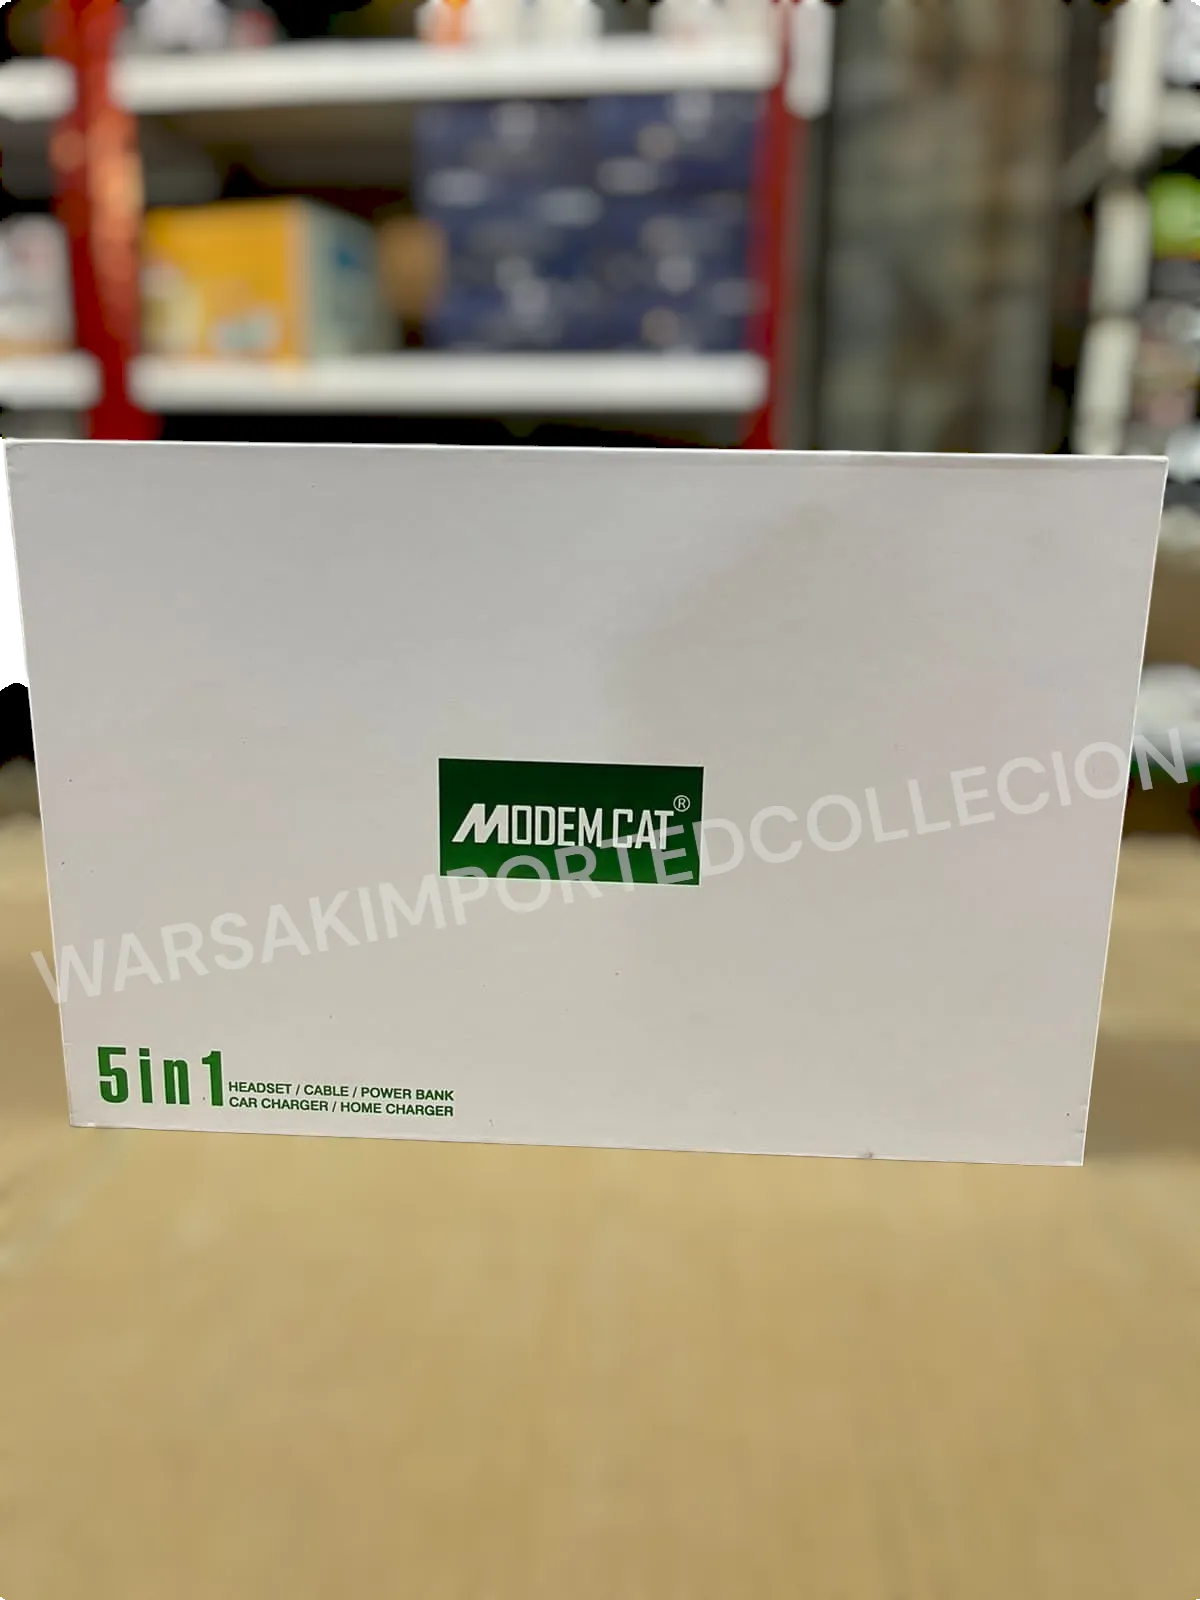 MODEM CAT®
WARSAKIMPORTEDCOLLECION
5in1
HEADSET / CABLE / POWER BANK
CAR CHARGER / HOME CHARGER